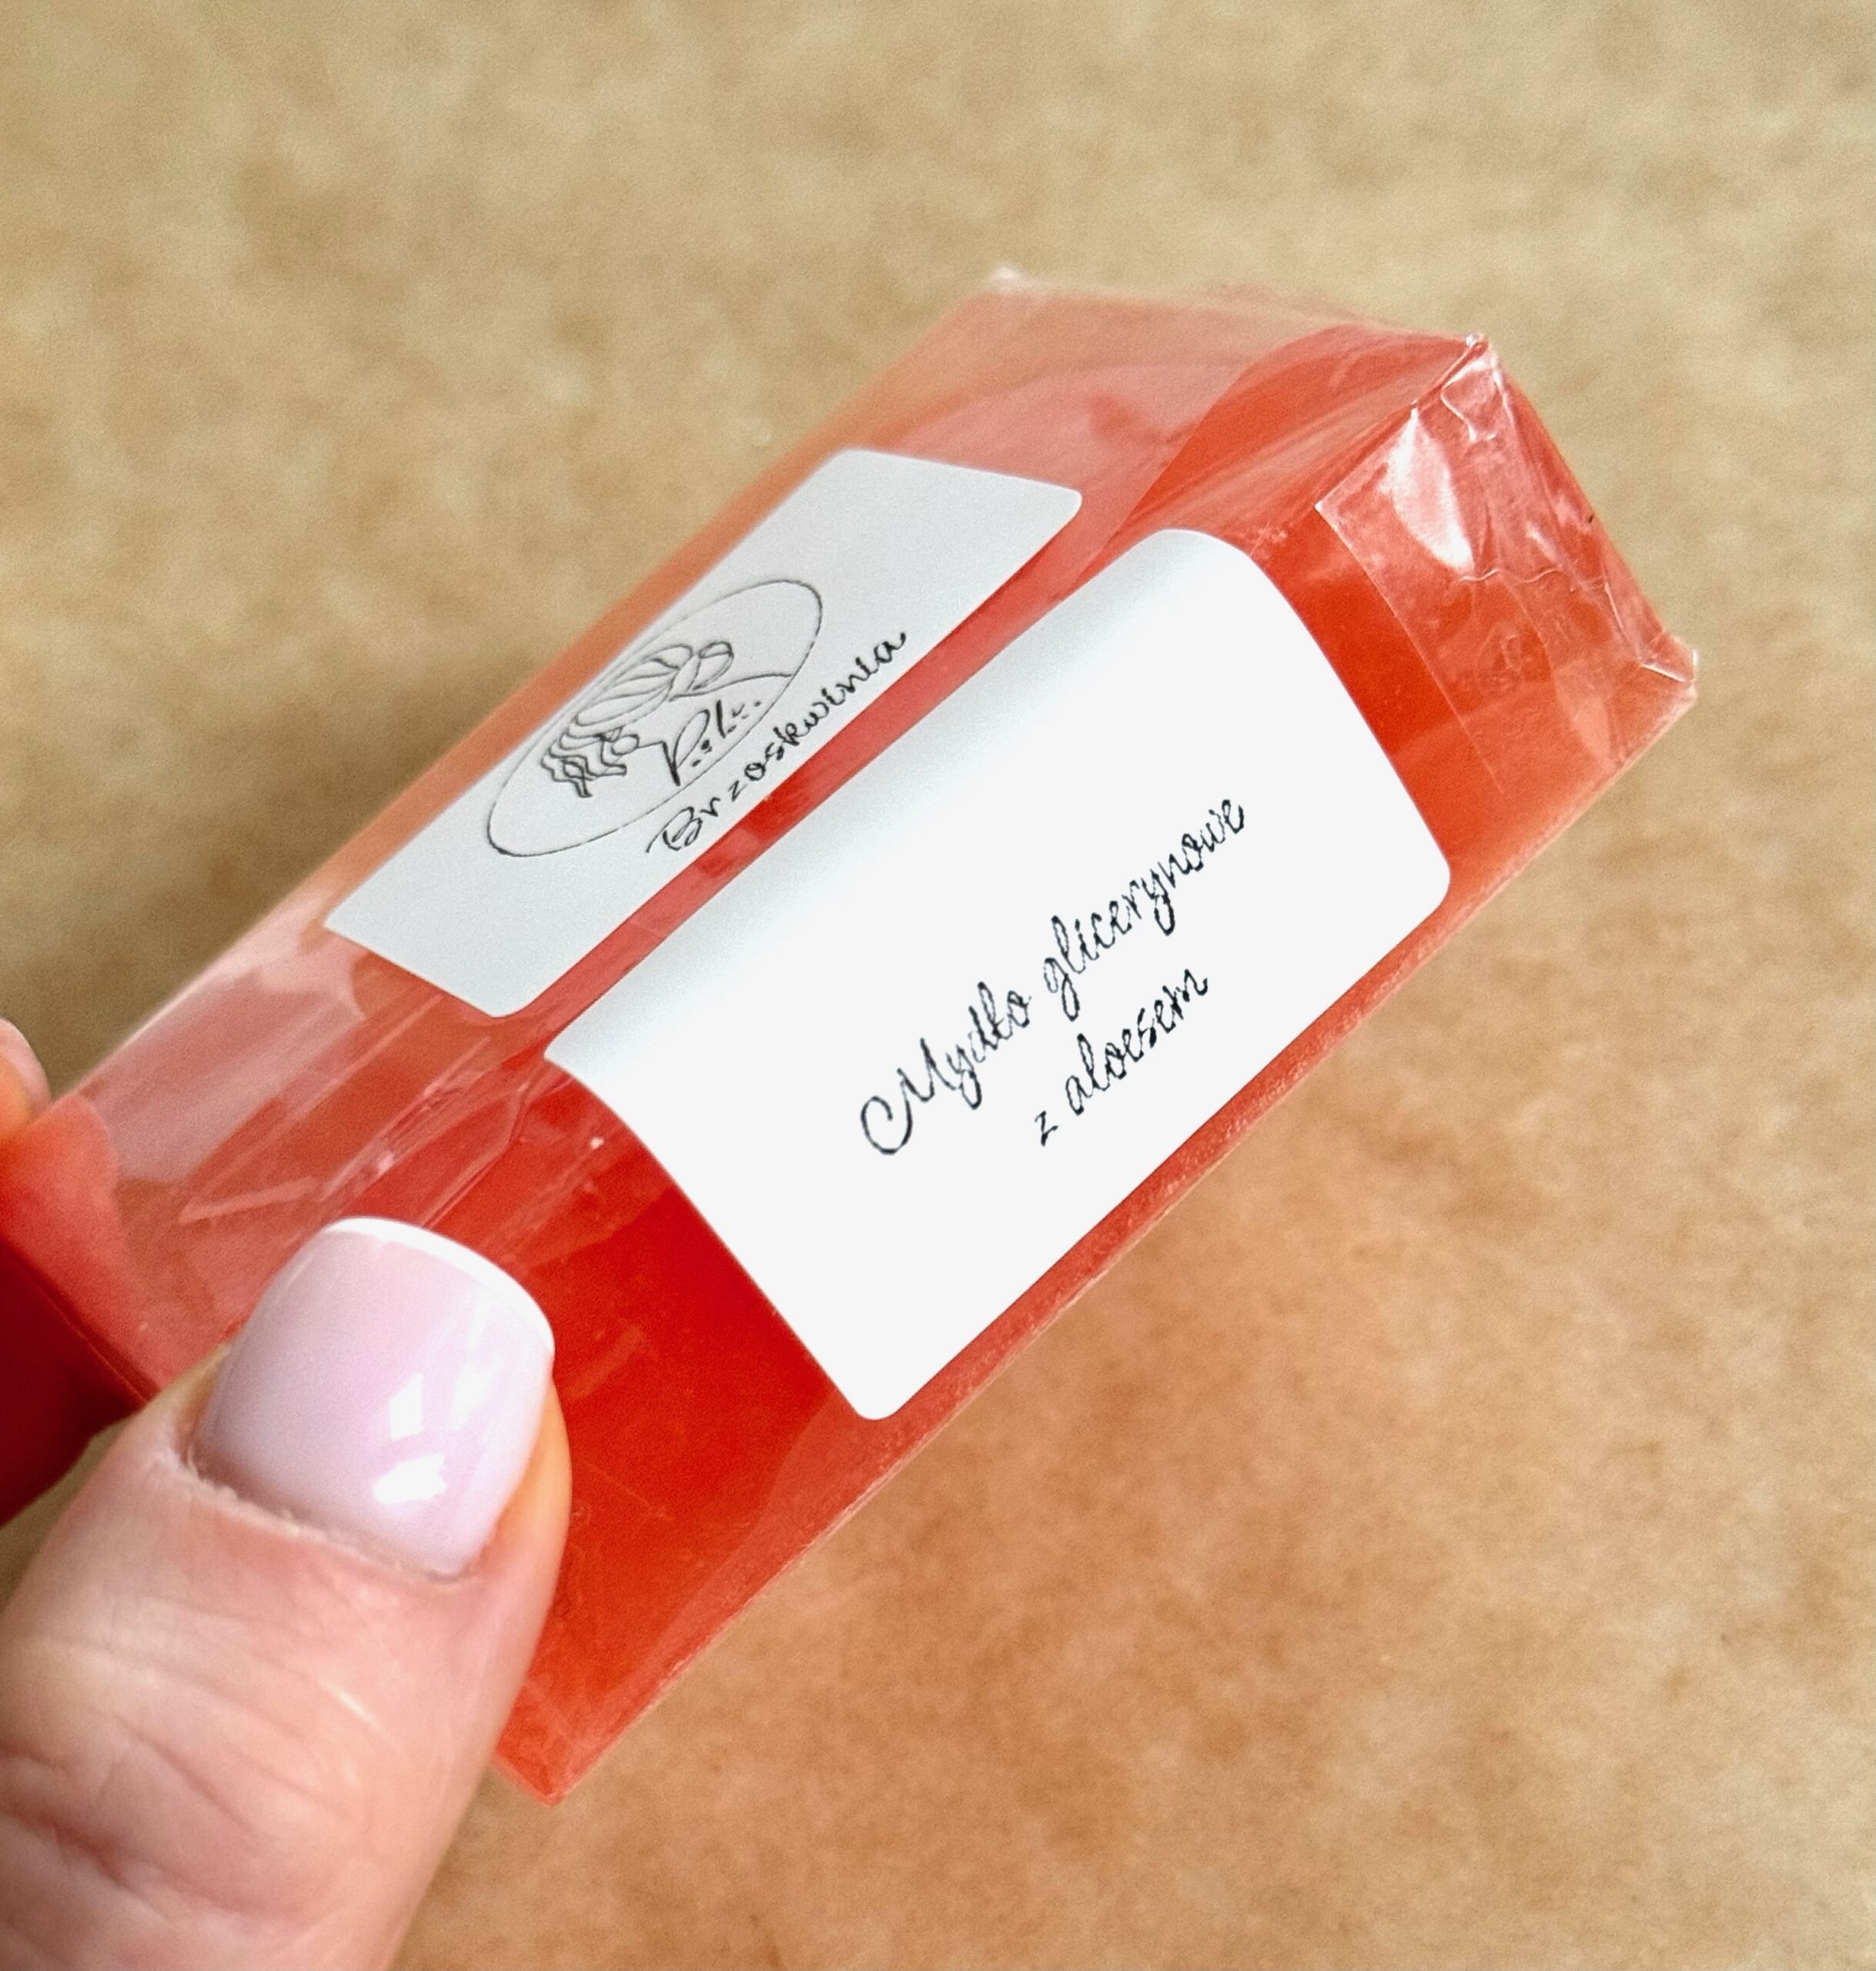 Brzoskwinia
Mydło glicerynowe
z aloesem